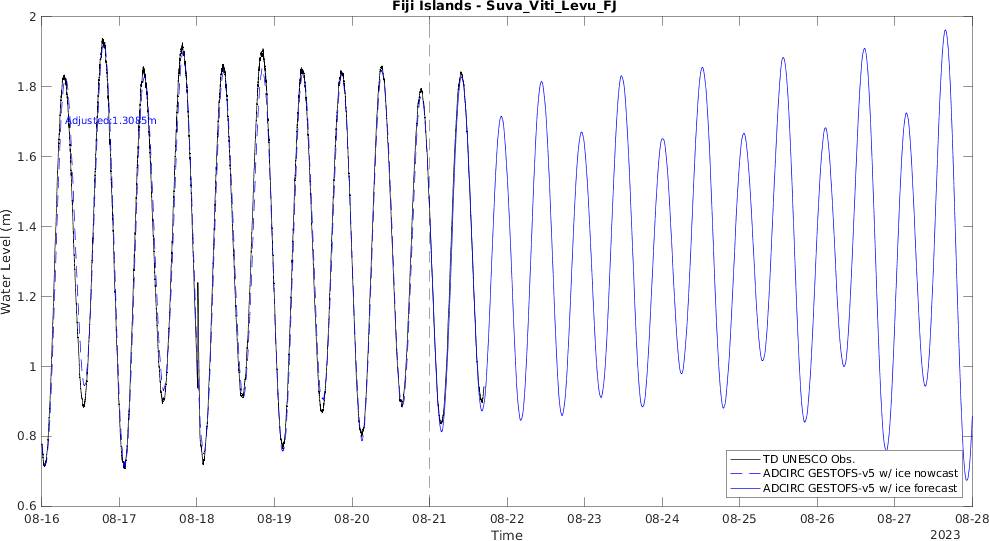 Fiji Islands - Suva_Viti_Levu_FJ
2
1.8
1.6
1.4
1.2
1
0.8
0.6
Water Level (m)
Adjusted:1.3085m
TD UNESCO Obs.
ADCIRC GESTOFS-v5 w/ ice nowcast
ADCIRC GESTOFS-v5 w/ ice forecast
08-16 08-17 08-18 08-19 08-20 08-21 08-22 08-23 08-24 08-25 08-26 08-27 08-28
Time
2023